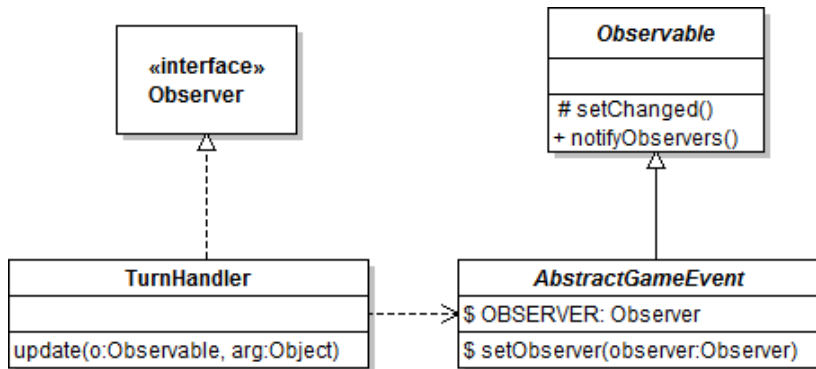 «interface»
Observer
Observable
# setChanged()
+ notifyObservers()
TurnHandler
update(o:Observable, arg:Object)
AbstractGameEvent
$ OBSERVER: Observer
$ setObserver(observer:Observer)